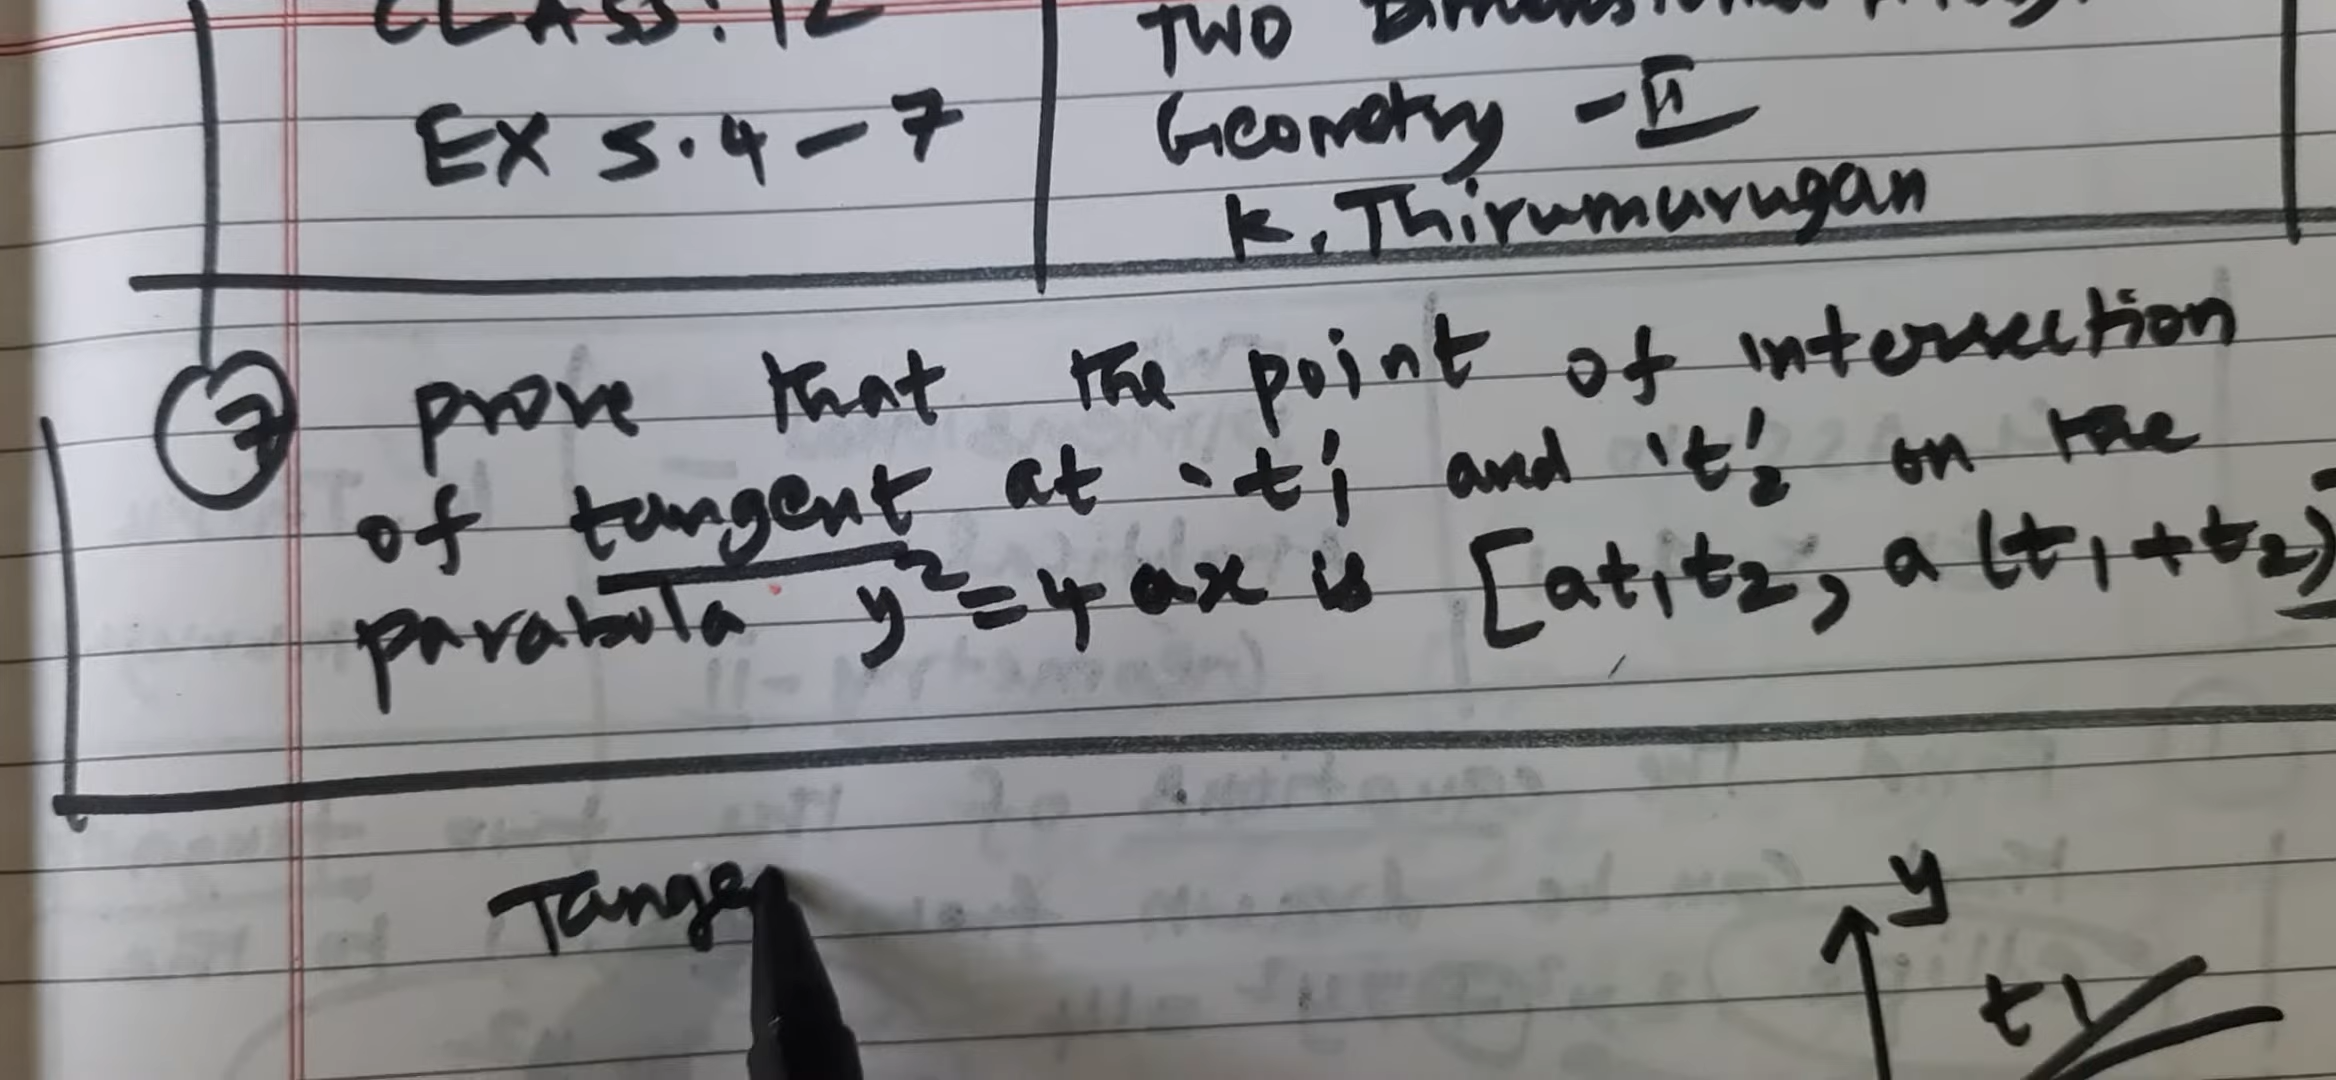 CLASS: 12
EX 5.4 - 7
TWO Dimensional
Geometry - II
K. Thirumurugan
7 prove that the point of intersection
of tangent at 't1' and 't2' on the
parabola y²=4ax is [at1t2, a(t1+t2)
Tange
y
t1